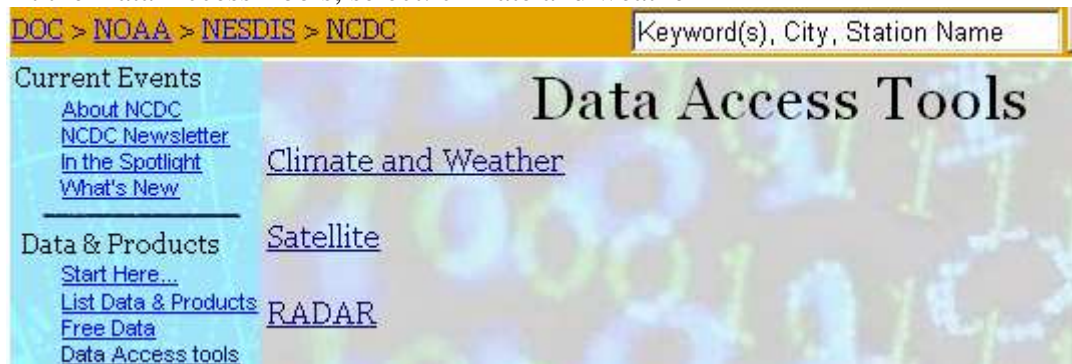 DOC > NOAA > NESDIS > NCDC
Keyword(s), City, Station Name
Current Events
About NCDC
NCDC Newsletter
In the Spotlight
What's New
Data & Products
Start Here...
List Data & Products
Free Data
Data Access tools
Data Access Tools
Climate and Weather
Satellite
RADAR